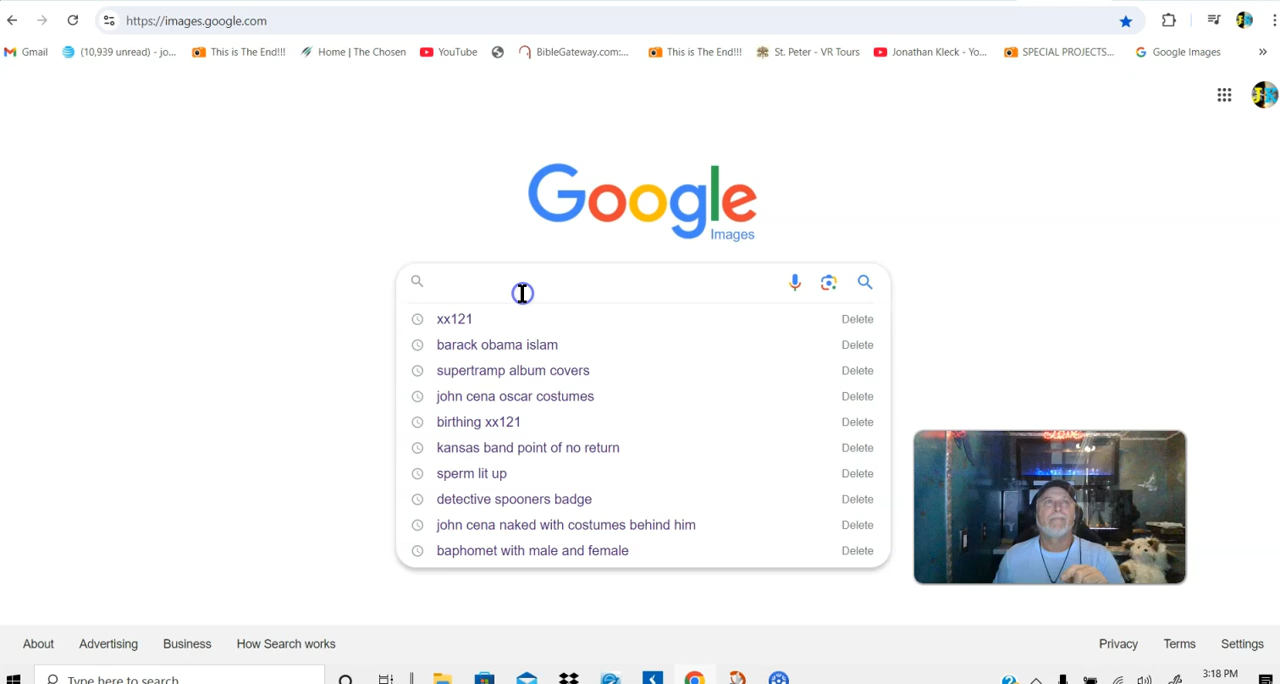 https://images.google.com
Gmail
(10,939 unread) - jo...
This is The End!!!
Home | The Chosen
YouTube
BibleGateway.com:...
This is The End!!!
St. Peter - VR Tours
Jonathan Kleck - Yo...
SPECIAL PROJECTS...
Google Images
»
Google
Images
xx121 Delete
barack obama islam Delete
supertramp album covers Delete
john cena oscar costumes Delete
birthing xx121 Delete
kansas band point of no return Delete
sperm lit up Delete
detective spooners badge Delete
john cena naked with costumes behind him Delete
baphomet with male and female Delete
About Advertising Business How Search works Privacy Terms Settings
Type here to search
3:18 PM